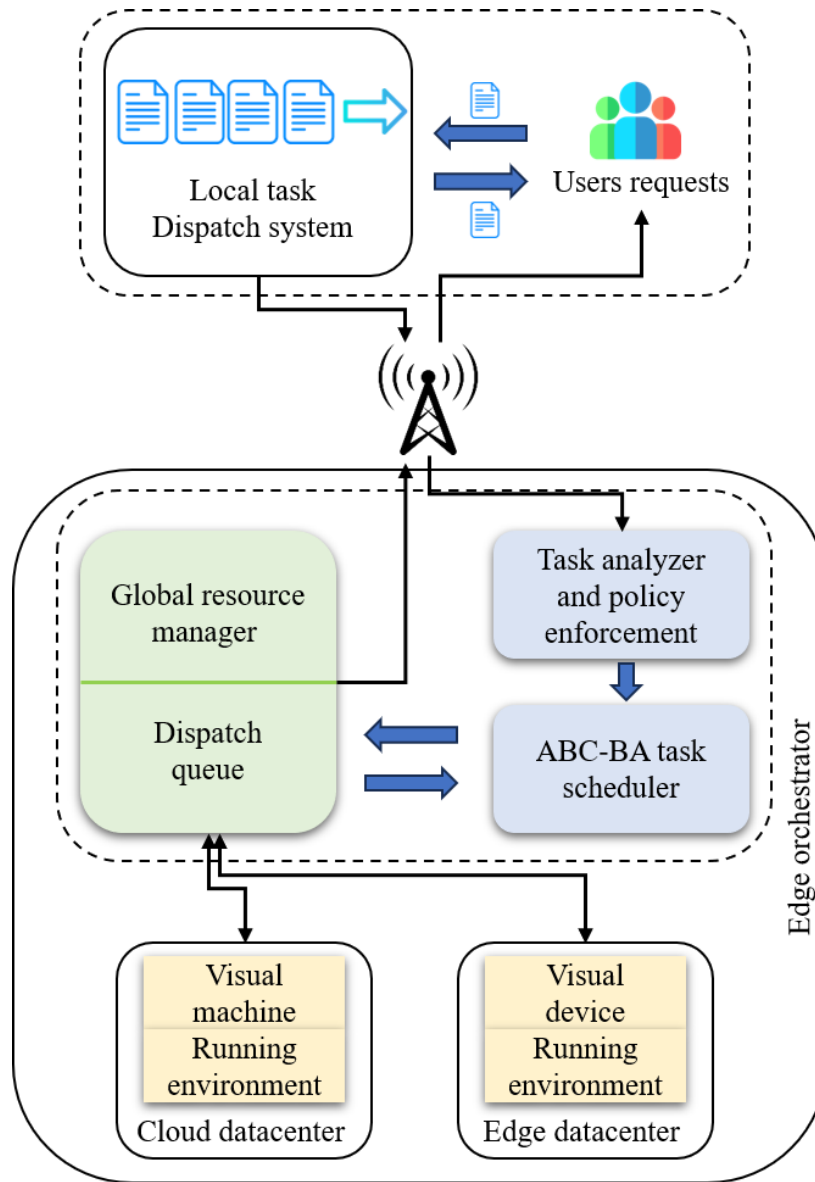 Local task
Dispatch system
Users requests
Global resource
manager
Dispatch
queue
Task analyzer
and policy
enforcement
ABC-BA task
scheduler
Edge orchestrator
Visual
machine
Running
environment
Cloud datacenter
Visual
device
Running
environment
Edge datacenter